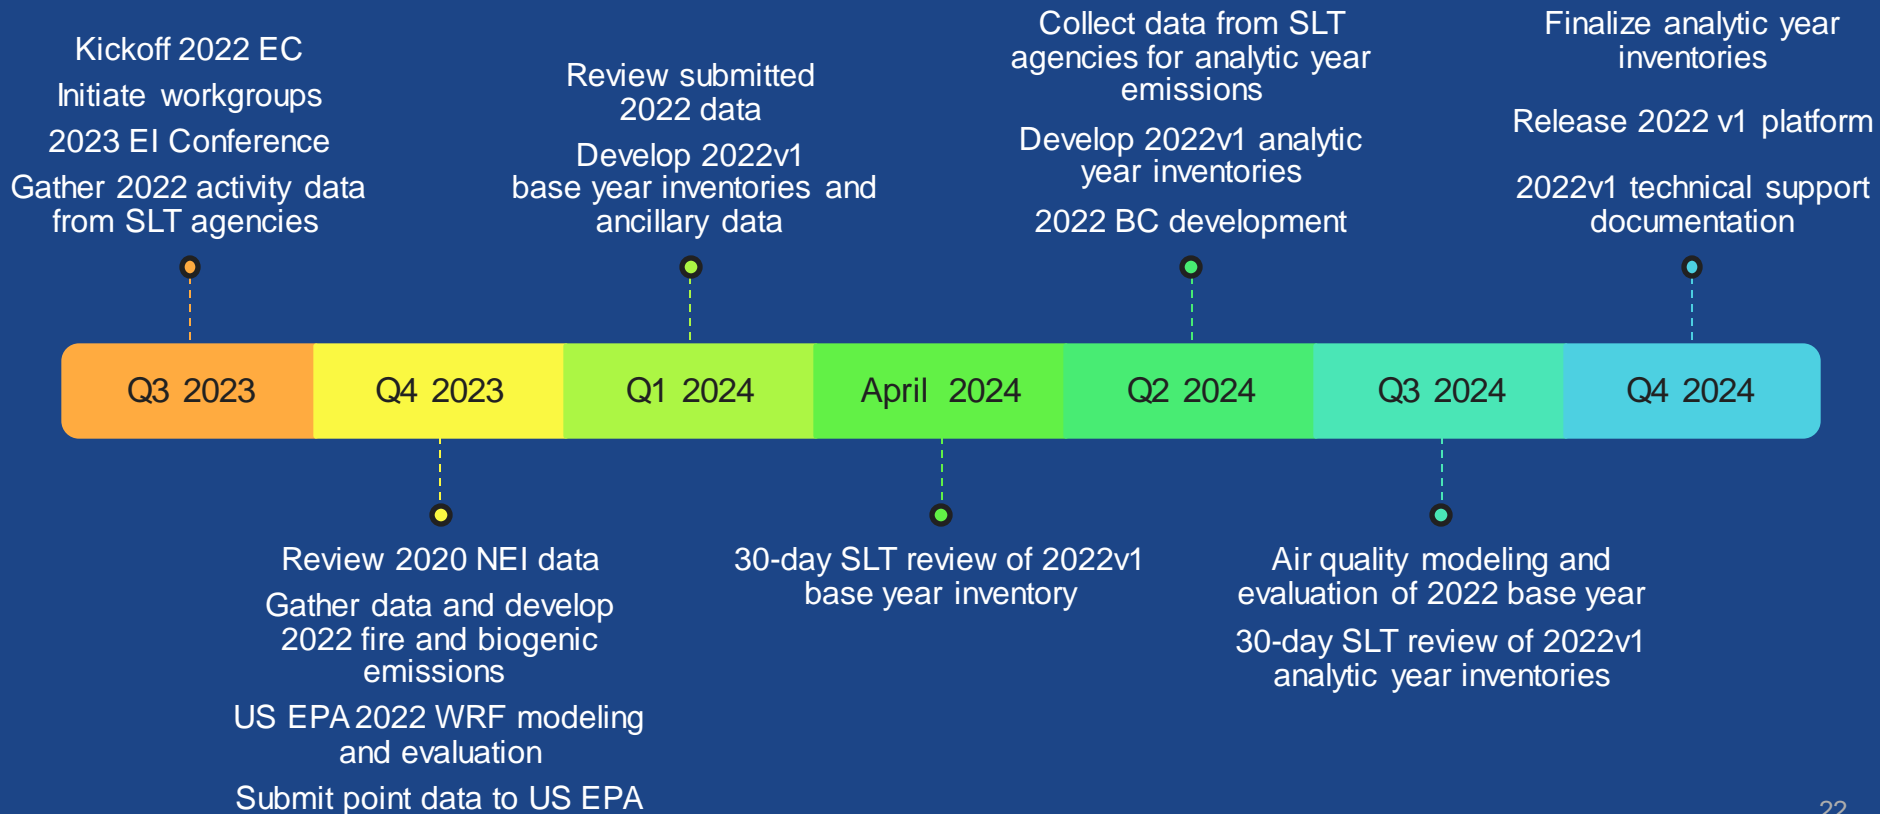 Kickoff 2022 EC
Initiate workgroups
2023 EI Conference
Gather 2022 activity data
from SLT agencies
Review submitted
2022 data
Develop 2022v1
base year inventories and
ancillary data
Collect data from SLT
agencies for analytic year
emissions
Develop 2022v1 analytic
year inventories
2022 BC development
Finalize analytic year
inventories
Release 2022 v1 platform
2022v1 technical support
documentation
Q3 2023
Q4 2023
Q1 2024
April 2024
Q2 2024
Q3 2024
Q4 2024
Review 2020 NEI data
Gather data and develop
2022 fire and biogenic
emissions
US EPA 2022 WRF modeling
and evaluation
Submit point data to US EPA
30-day SLT review of 2022v1
base year inventory
Air quality modeling and
evaluation of 2022 base year
30-day SLT review of 2022v1
analytic year inventories
22